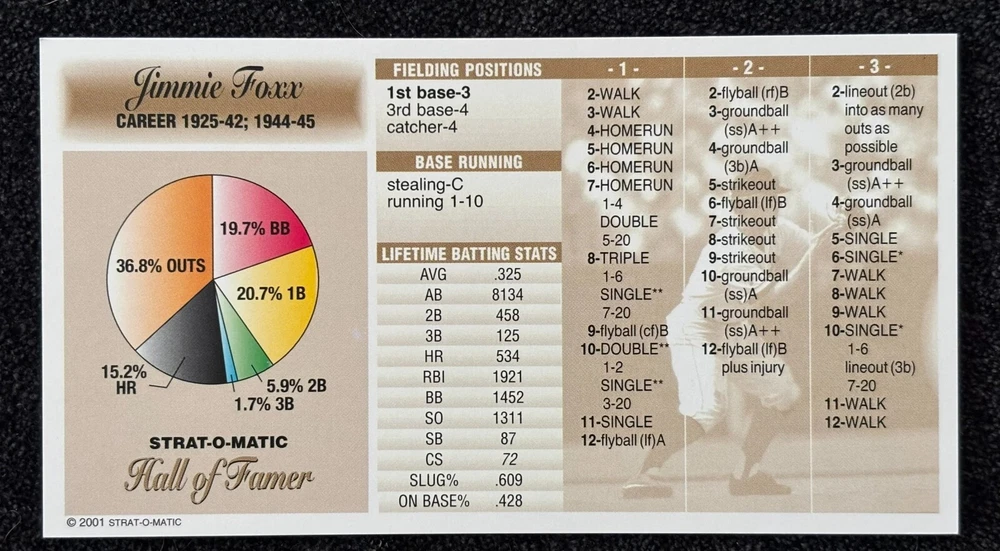 Jimmie Foxx
CAREER 1925-42; 1944-45
36.8% OUTS
19.7% BB
20.7% 1B
15.2%
HR
5.9% 2B
1.7% 3B
STRAT-O-MATIC
Hall of Famer
© 2001 STRAT-O-MATIC
FIELDING POSITIONS
1st base-3
3rd base-4
catcher-4
BASE RUNNING
stealing-C
running 1-10
LIFETIME BATTING STATS
AVG .325
AB 8134
2B 458
3B 125
HR 534
RBI 1921
BB 1452
SO 1311
SB 87
CS 72
SLUG% .609
ON BASE% .428
- 1 -
2-WALK
3-WALK
4-HOMERUN
5-HOMERUN
6-HOMERUN
7-HOMERUN
1-4
DOUBLE
5-20
8-TRIPLE
1-6
SINGLE**
7-20
9-flyball (cf)B
10-DOUBLE**
1-2
SINGLE**
3-20
11-SINGLE
12-flyball (lf)A
- 2 -
2-flyball (rf)B
3-groundball
(ss)A++
4-groundball
(3b)A
5-strikeout
6-flyball (lf)B
7-strikeout
8-strikeout
9-strikeout
10-groundball
(ss)A
11-groundball
(ss)A++
12-flyball (lf)B
plus injury
- 3 -
2-lineout (2b)
into as many
outs as
possible
3-groundball
(ss)A++
4-groundball
(ss)A
5-SINGLE
6-SINGLE*
7-WALK
8-WALK
9-WALK
10-SINGLE*
1-6
lineout (3b)
7-20
11-WALK
12-WALK